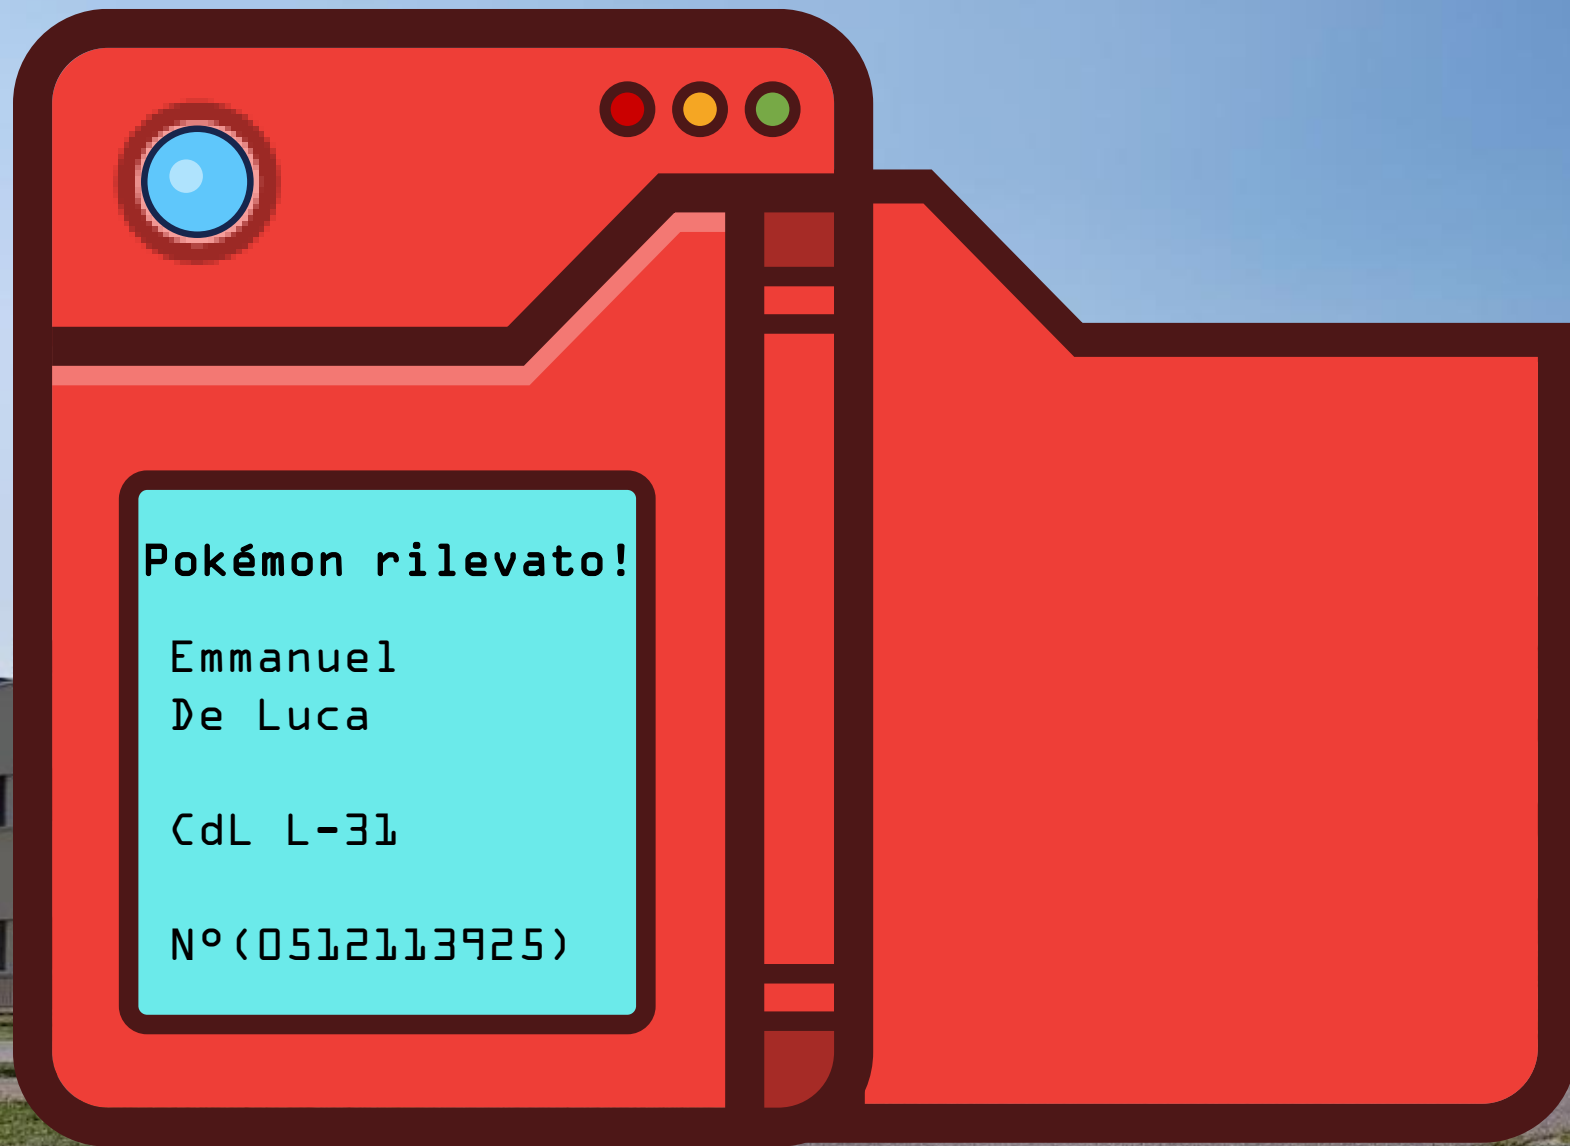 Pokémon rilevato!
Emmanuel
De Luca
CdL L-31
N°(0512113925)